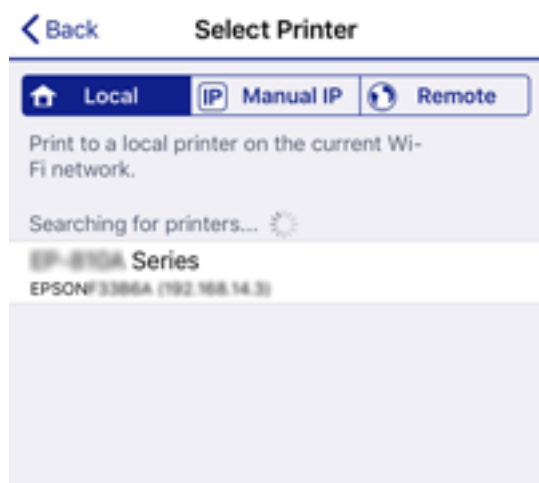 Back Select Printer
Local IP Manual IP Remote
Print to a local printer on the current Wi-
Fi network.
Searching for printers...
Series
EPSON